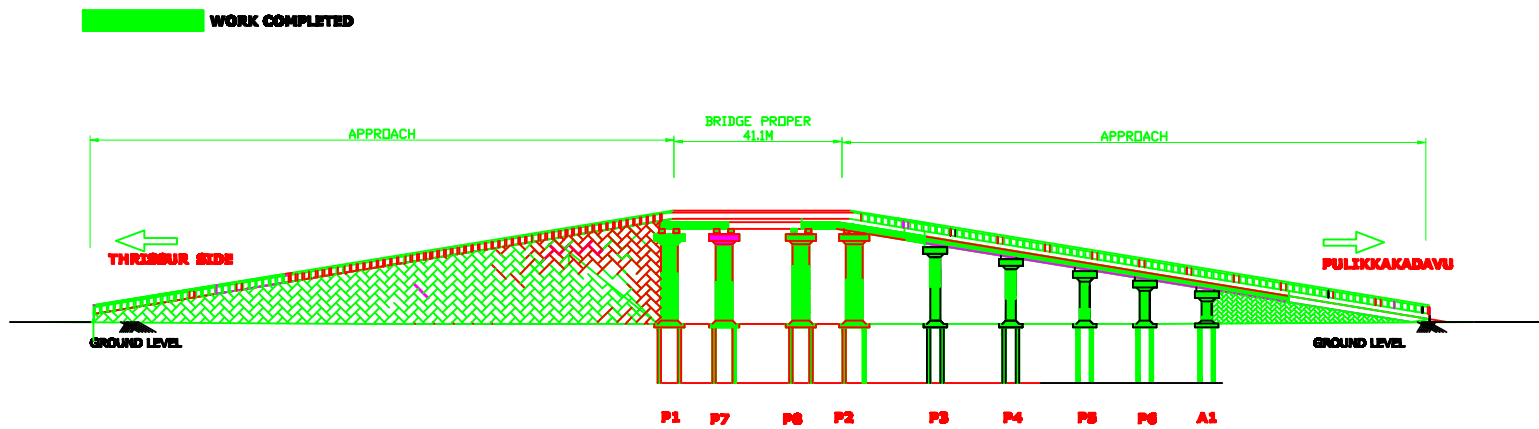 WORK COMPLETED
BRIDGE PROPER
APPROACH
41.1M
APPROACH
THRISSUR SIDE
PULIKKAKADAVU
GROUND LEVEL
GROUND LEVEL
P1
P7
P8
P2
P3
P4
P5
P6
A1